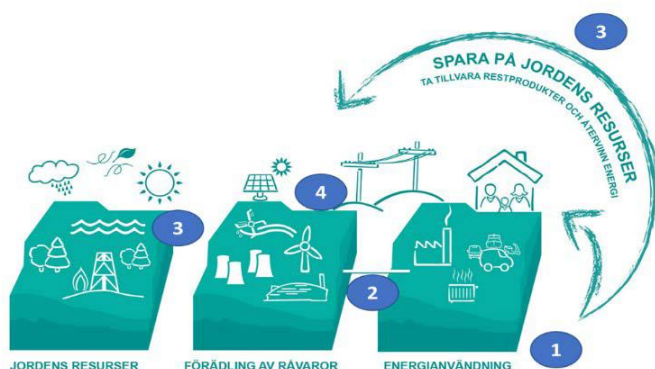 3
SPARA PÅ JORDENS RESURSER
TA TILLVARA RESTPRODUKTER OCH ÅTERVINN ENERGI
4
3
2
1
JORDENS RESURSER
FÖRÄDLING AV RÅVAROR
ENERGIANVÄNDNING